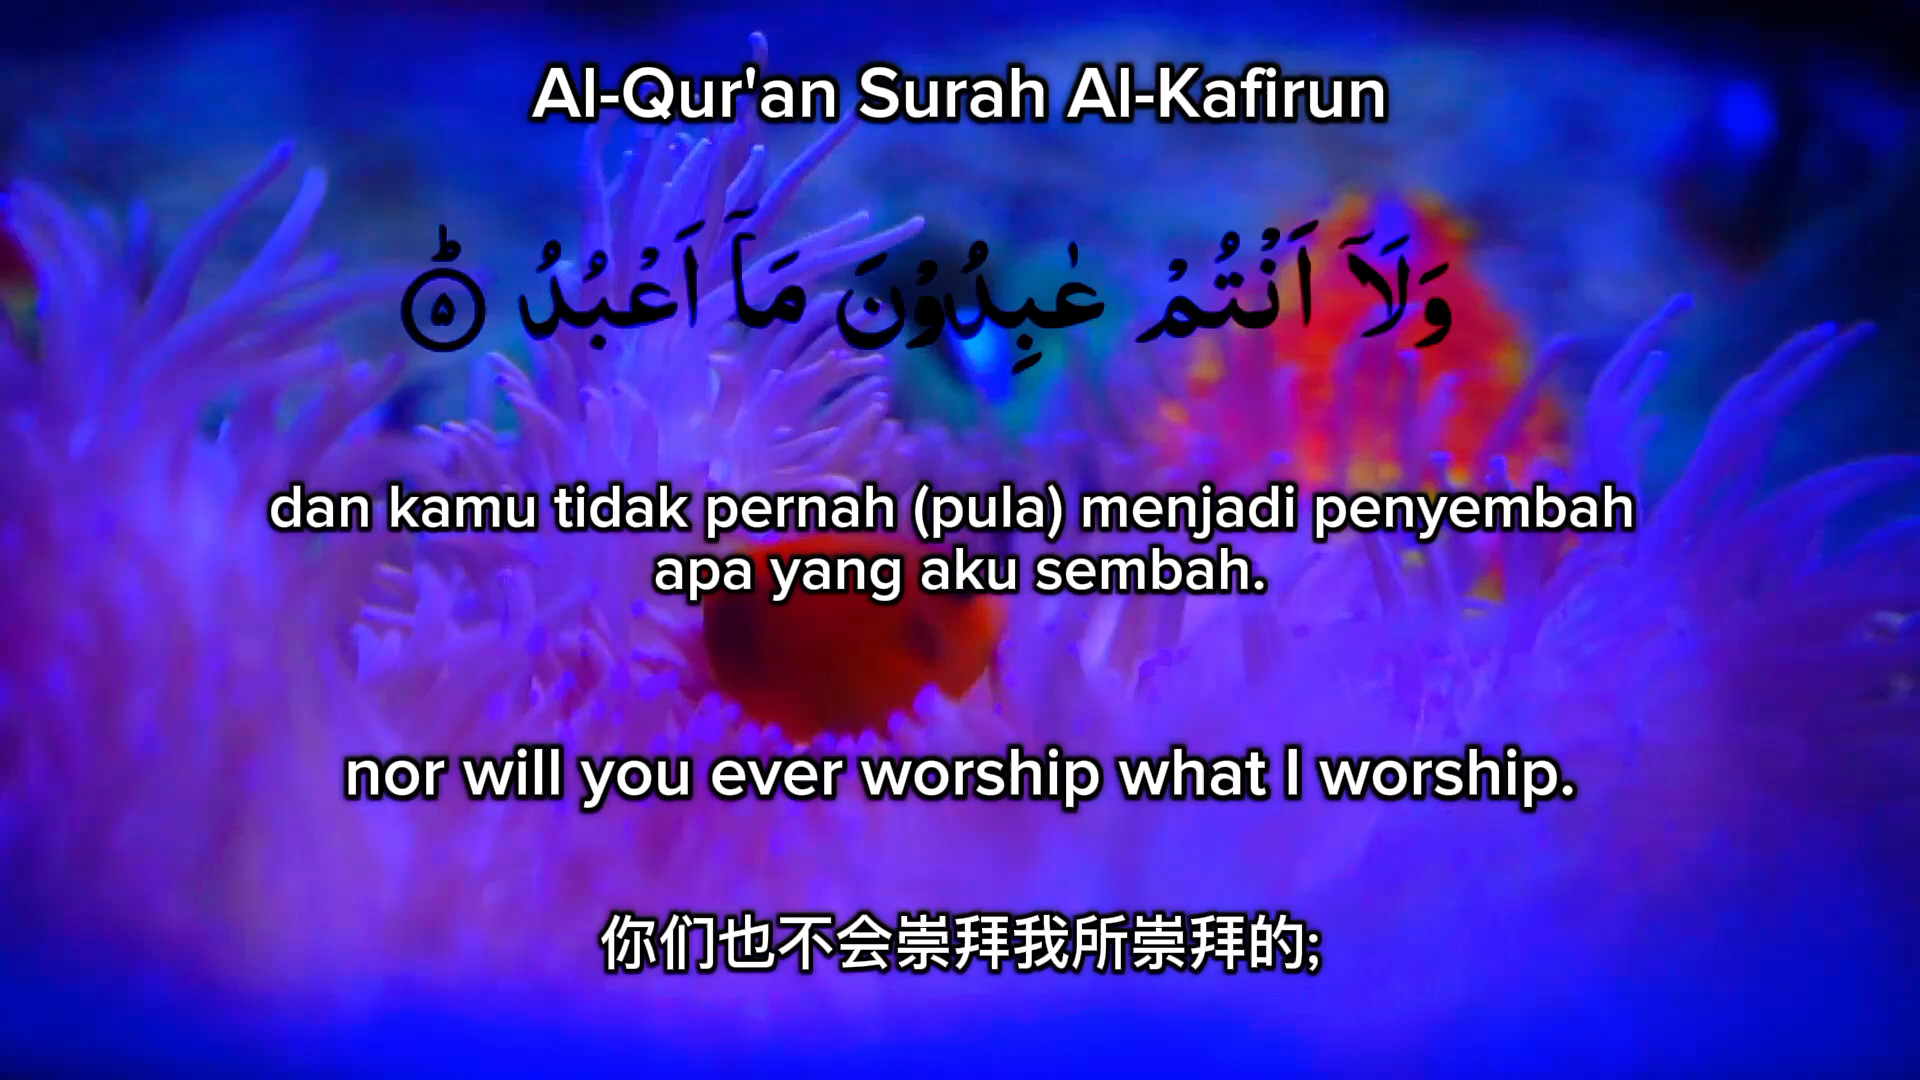 Al-Qur'an Surah Al-Kafirun
وَلَآ اَنْتُمْ عٰبِدُوْنَ مَآ اَعْبُدُۗ ۝٥
dan kamu tidak pernah (pula) menjadi penyembah
apa yang aku sembah.
nor will you ever worship what I worship.
你们也不会崇拜我所崇拜的;